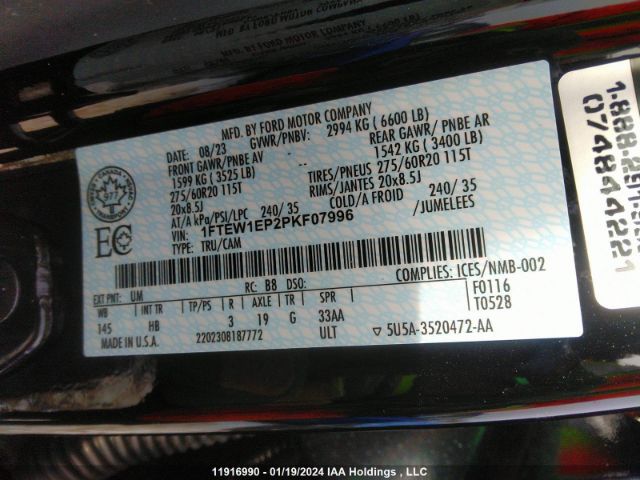 MFD. BY FORD MOTOR COMPANY
08/23 GVWR/PNBV: 2994 KG ( 6600 LB)
FRONT GAWR/PNBE AV -- REAR GAWR/ PNBE AR
1599 KG (3525 LB) 1542 KG ( 3400 LB)
275/60R20 115T TIRES/PNEUS 275/60R20 115T
20x8.5J RIMS/JANTES 20x8.5J
AT/A kPa/PSI/LPC 240/ 35 COLD/A FROID 240/ 35
VIN: 1FTEW1EP2PKF07996 /JUMELEES
TYPE: TRU/CAM
EC
CANADA
977
EXT PNT: UM RC: B8 DSO: COMPLIES: ICES/NMB-002
WB INT TR TP/PS R AXLE TR SPR F0116
145 HB 3 19 G 33AA T0528
MADE IN U.S.A. 2202308187772 ULT 5U5A-3520472-AA
074844221
11916990 - 01/19/2024 IAA Holdings , LLC